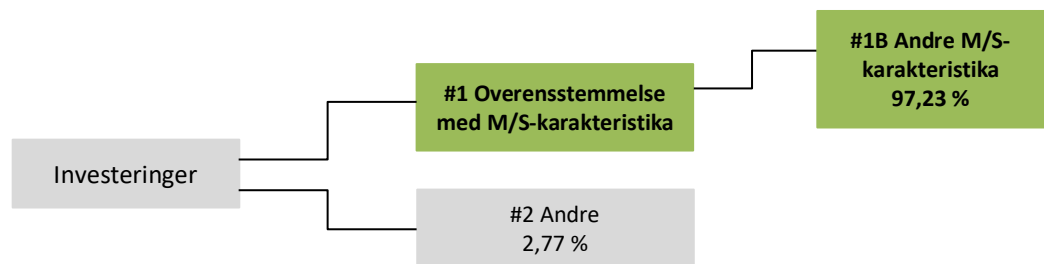 #1B Andre M/S-
karakteristika
97,23 %
#1 Overensstemmelse
med M/S-karakteristika
Investeringer
#2 Andre
2,77 %